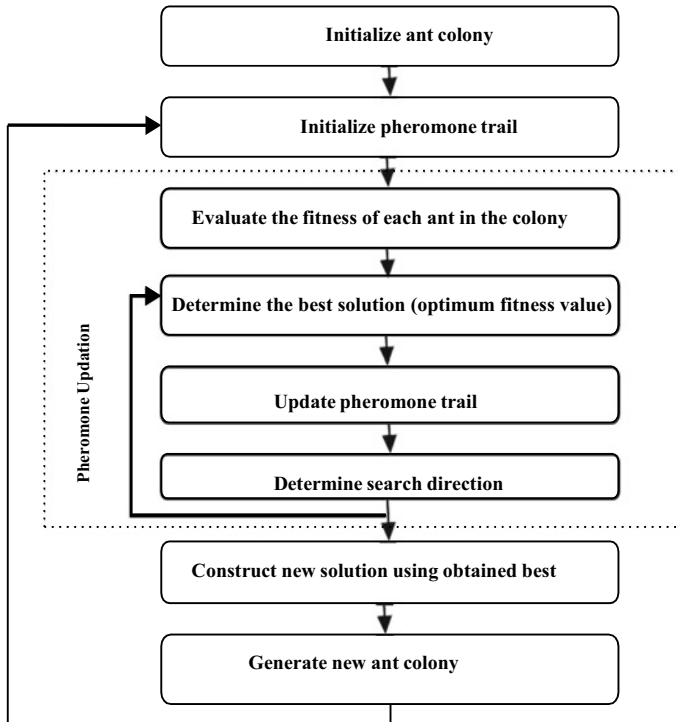 Initialize ant colony
Initialize pheromone trail
Evaluate the fitness of each ant in the colony
Determine the best solution (optimum fitness value)
Update pheromone trail
Determine search direction
Pheromone Updation
Construct new solution using obtained best
Generate new ant colony